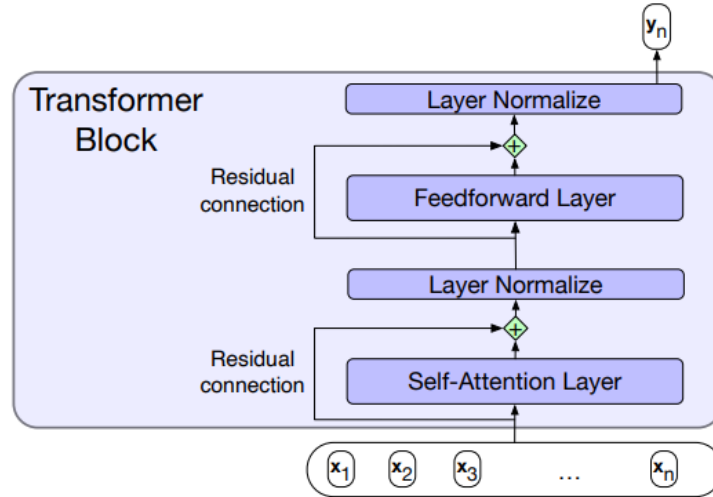 yn
Transformer
Block
Layer Normalize
+
Residual
connection
Feedforward Layer
Layer Normalize
+
Residual
connection
Self-Attention Layer
x1 x2 x3 ... xn